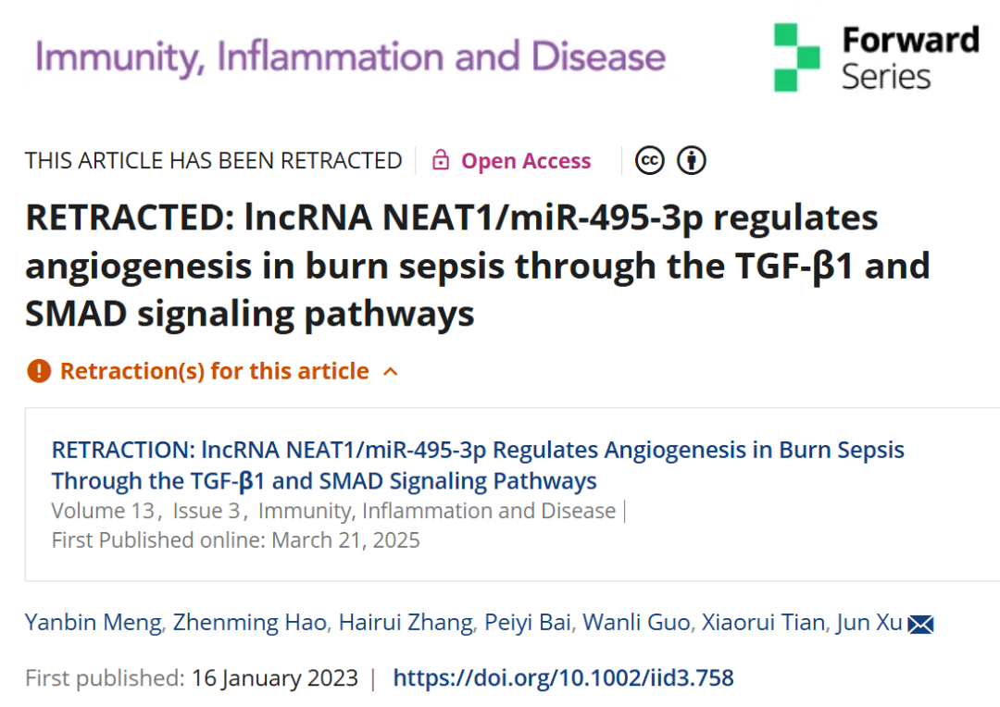 Immunity, Inflammation and Disease
Forward
Series
THIS ARTICLE HAS BEEN RETRACTED
Open Access
cc
RETRACTED: lncRNA NEAT1/miR-495-3p regulates
angiogenesis in burn sepsis through the TGF-β1 and
SMAD signaling pathways
Retraction(s) for this article
RETRACTION: lncRNA NEAT1/miR-495-3p Regulates Angiogenesis in Burn Sepsis
Through the TGF-β1 and SMAD Signaling Pathways
Volume 13, Issue 3, Immunity, Inflammation and Disease |
First Published online: March 21, 2025
Yanbin Meng, Zhenming Hao, Hairui Zhang, Peiyi Bai, Wanli Guo, Xiaorui Tian, Jun Xu
First published: 16 January 2023 | https://doi.org/10.1002/iid3.758